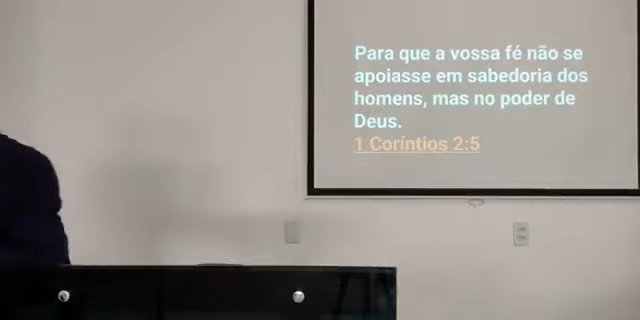 Para que a vossa fé não se
apoiasse em sabedoria dos
homens, mas no poder de
Deus.
1 Coríntios 2:5